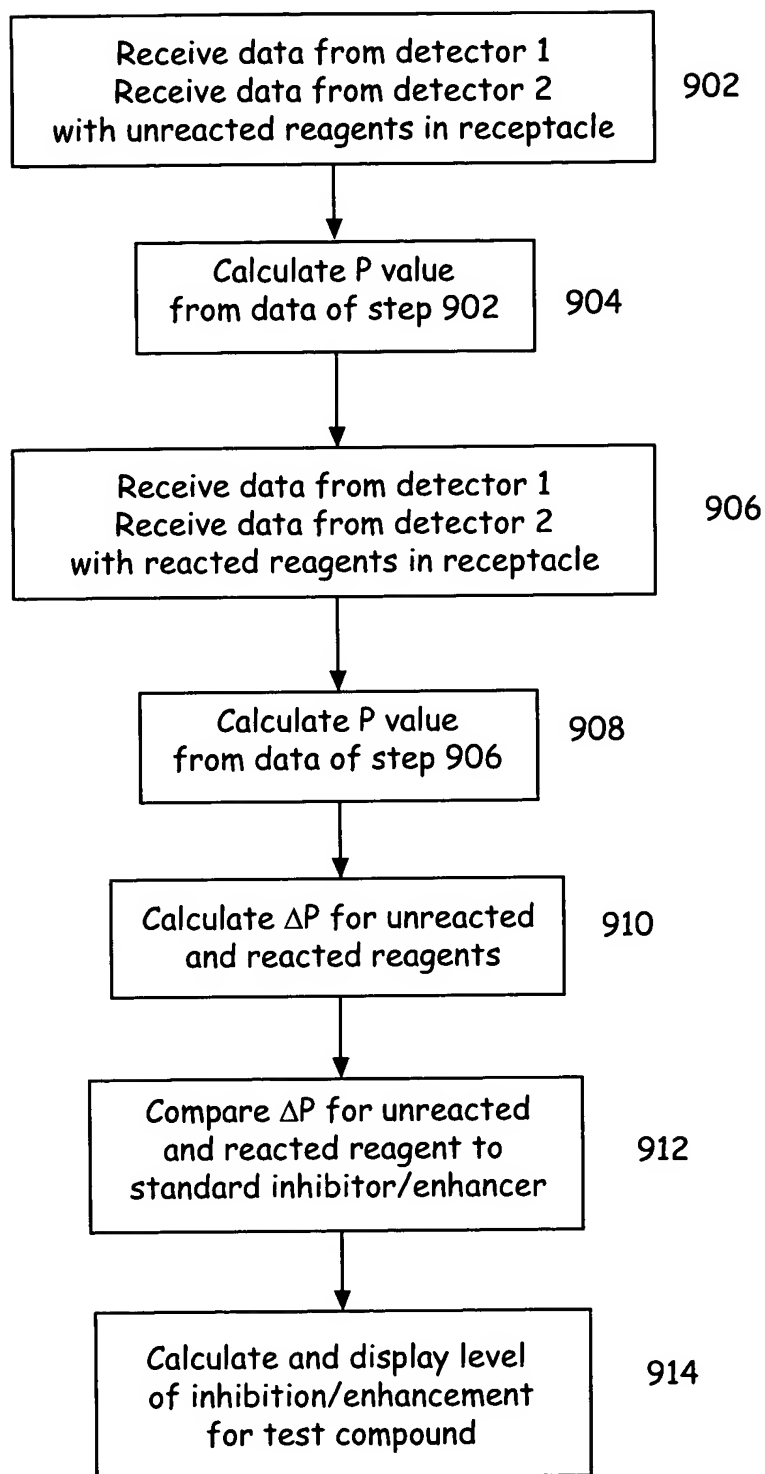 Receive data from detector 1
Receive data from detector 2
with unreacted reagents in receptacle
902
Calculate P value
from data of step 902
904
Receive data from detector 1
Receive data from detector 2
with reacted reagents in receptacle
906
Calculate P value
from data of step 906
908
Calculate ΔP for unreacted
and reacted reagents
910
Compare ΔP for unreacted
and reacted reagent to
standard inhibitor/enhancer
912
Calculate and display level
of inhibition/enhancement
for test compound
914